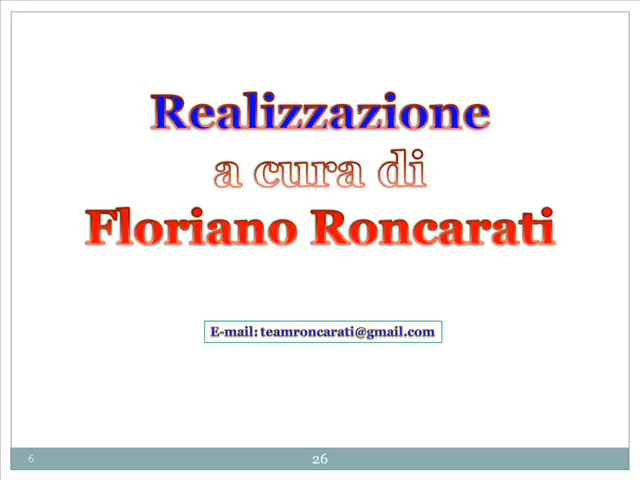 Realizzazione
a cura di
Floriano Roncarati
E-mail: teamroncarati@gmail.com
6
26